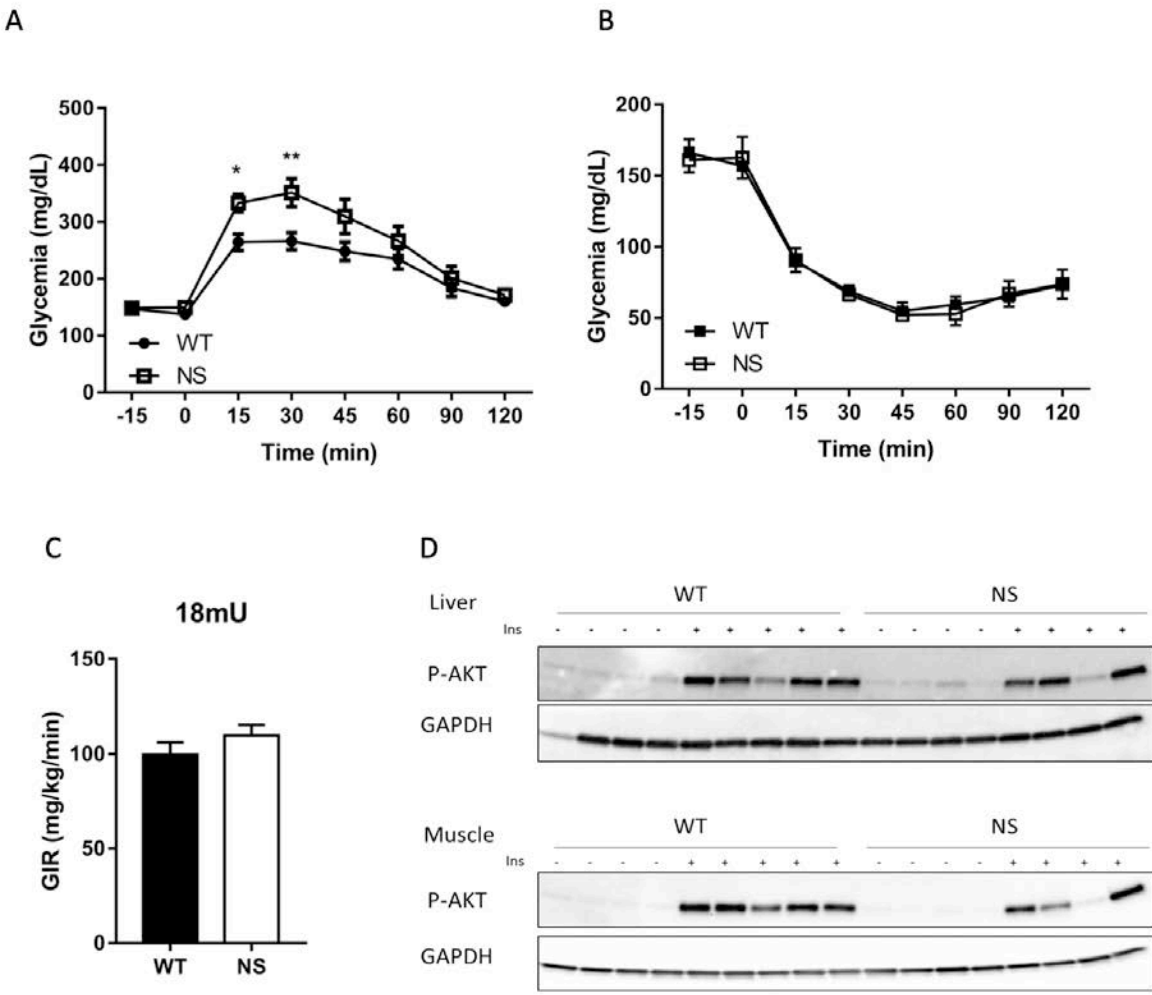 A
B
500
400
300
200
100
0
Glycemia (mg/dL)
*
**
WT
NS
-15 0 15 30 45 60 90 120
Time (min)
200
150
100
50
0
Glycemia (mg/dL)
WT
NS
-15 0 15 30 45 60 90 120
Time (min)
C
18mU
150
100
50
0
GIR (mg/kg/min)
WT NS
D
Liver WT NS
Ins - - - - + + + + + - - - - + + + +
P-AKT
GAPDH
Muscle WT NS
Ins - - - - + + + + + - - - - + + + +
P-AKT
GAPDH